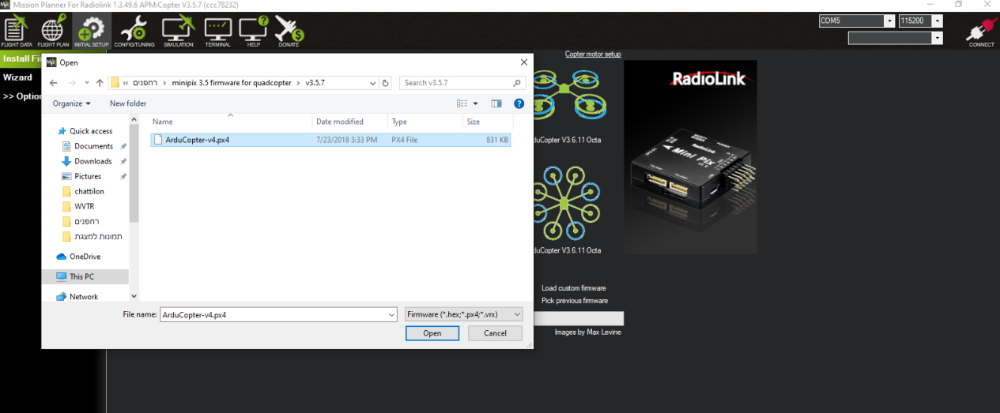 Mission Planner For Radiolink 1.3.49.6 APM:Copter V3.5.7 (ccc78232)
FLIGHT DATA FLIGHT PLAN INITIAL SETUP CONFIG/TUNING SIMULATION TERMINAL HELP DONATE
COM5 115200
CONNECT
Install Fi
Wizard
>> Option
Copter motor setup
Open
« רחפנים › minipix 3.5 firmware for quadcopter › v3.5.7
Search v3.5.7
Organize New folder
Name Date modified Type Size
ArduCopter-v4.px4 7/23/2018 3:33 PM PX4 File 831 KB
Quick access
Documents
Downloads
Pictures
chattilon
WVTR
רחפנים
תמונות למצגת
OneDrive
This PC
Network
File name: ArduCopter-v4.px4 Firmware (*.hex;*.px4;*.vrx)
Open Cancel
duCopter V3.6.11 Octa
duCopter V3.6.11 Octa
Load custom firmware
Pick previous firmware
Images by Max Levine
RadioLink
RadioLink
Mini Pix